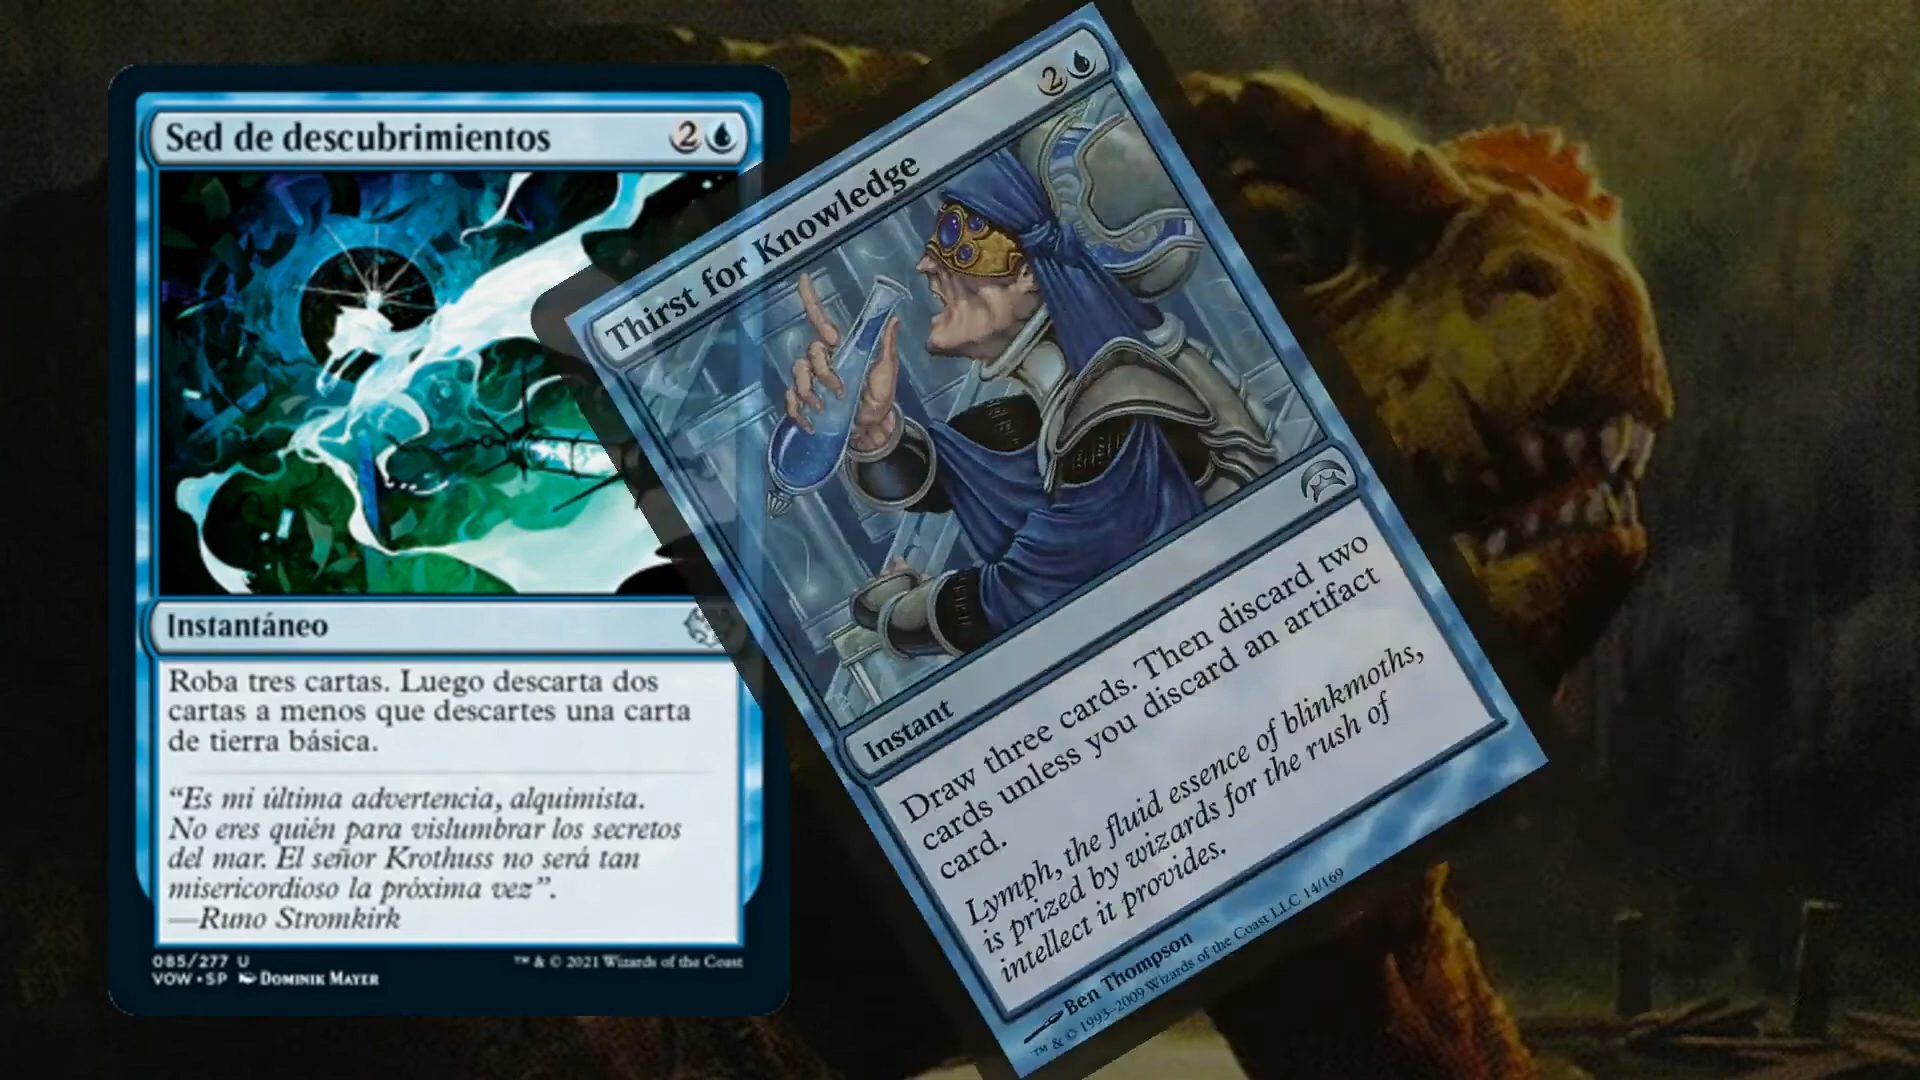 Sed de descubrimientos
2
Instantáneo
Roba tres cartas. Luego descarta dos
cartas a menos que descartes una carta
de tierra básica.
“Es mi última advertencia, alquimista.
No eres quién para vislumbrar los secretos
del mar. El señor Krothuss no será tan
misericordioso la próxima vez”.
—Runo Stromkirk
085/277 U
VOW • SP DOMINIK MAYER
™ & © 2021 Wizards of the Coast
Thirst for Knowledge
2
Instant
Draw three cards. Then discard two
cards unless you discard an artifact
card.
Lymph, the fluid essence of blinkmoths,
is prized by wizards for the rush of
intellect it provides.
Ben Thompson
™ & © 1993–2009 Wizards of the Coast LLC 14/169